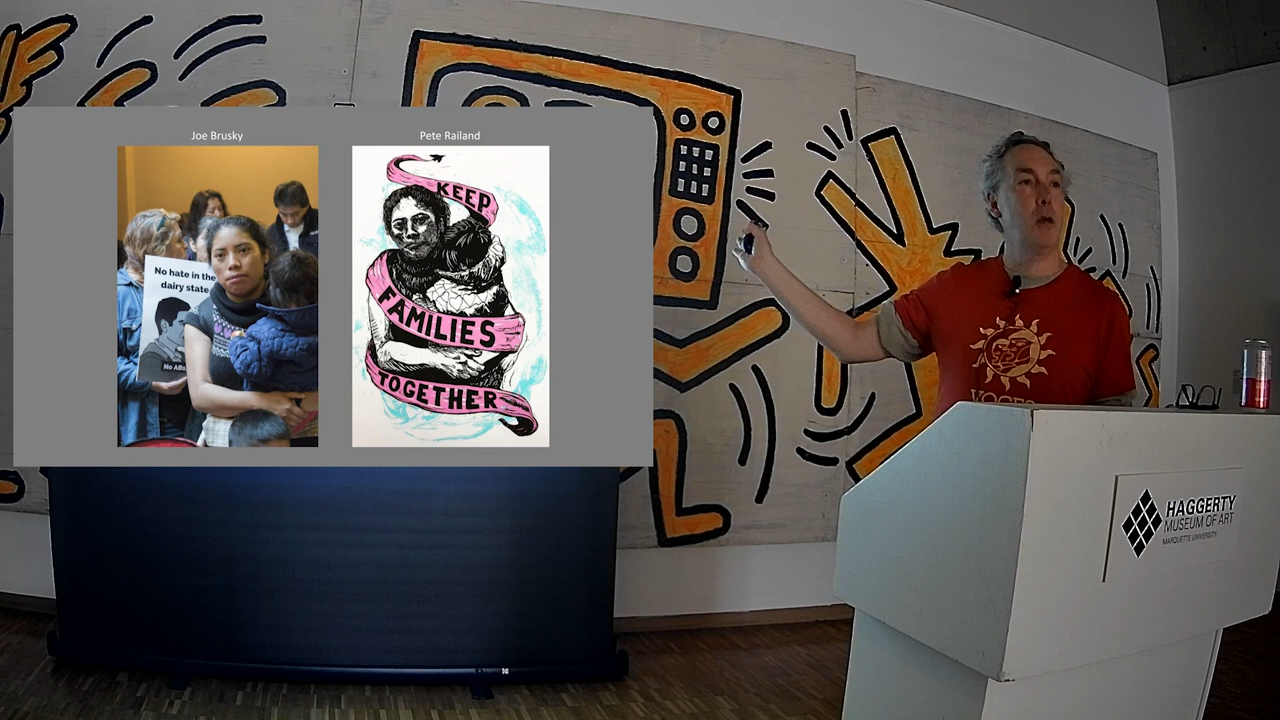 Joe Brusky
Pete Railand
No hate in the
dairy state
KEEP
FAMILIES
TOGETHER
HAGGERTY
MUSEUM OF ART
MARQUETTE UNIVERSITY